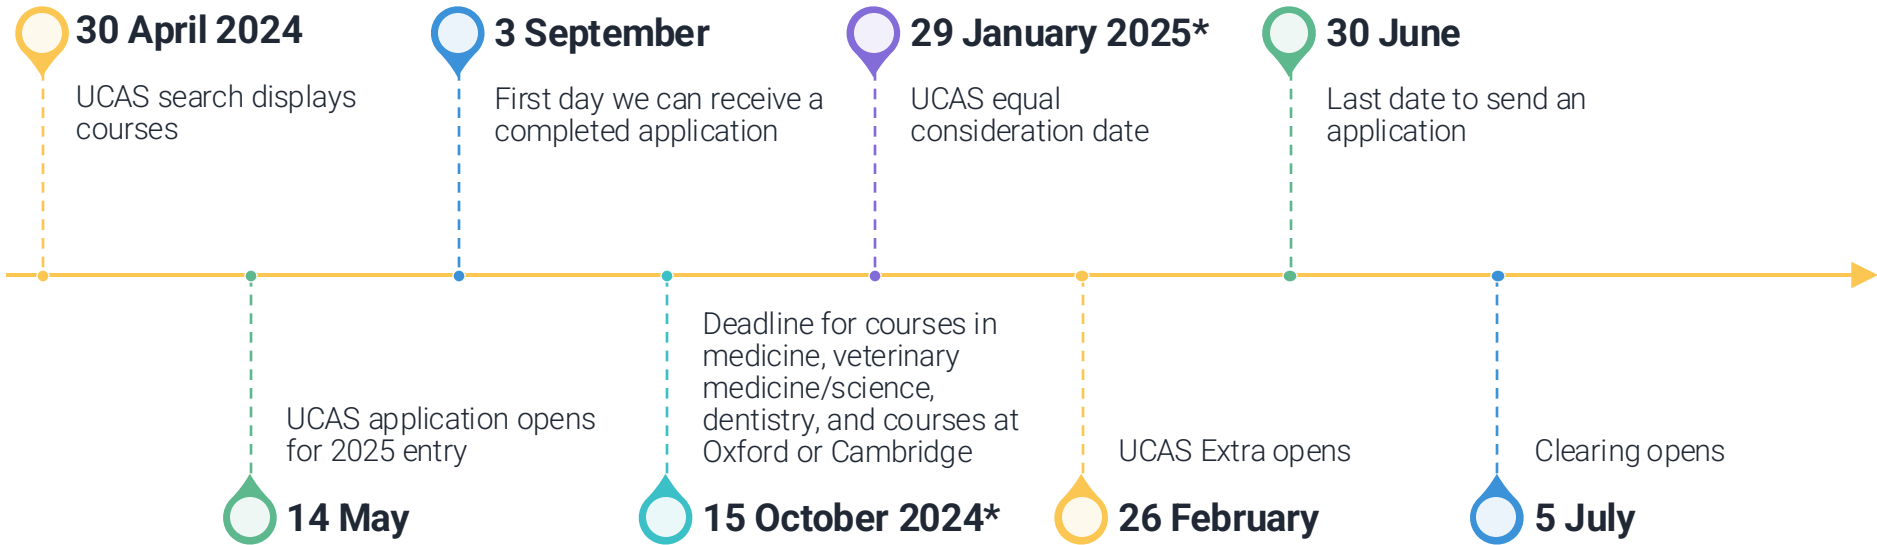 30 April 2024
UCAS search displays
courses
14 May
UCAS application opens
for 2025 entry
3 September
First day we can receive a
completed application
15 October 2024*
Deadline for courses in
medicine, veterinary
medicine/science,
dentistry, and courses at
Oxford or Cambridge
29 January 2025*
UCAS equal
consideration date
26 February
UCAS Extra opens
30 June
Last date to send an
application
5 July
Clearing opens